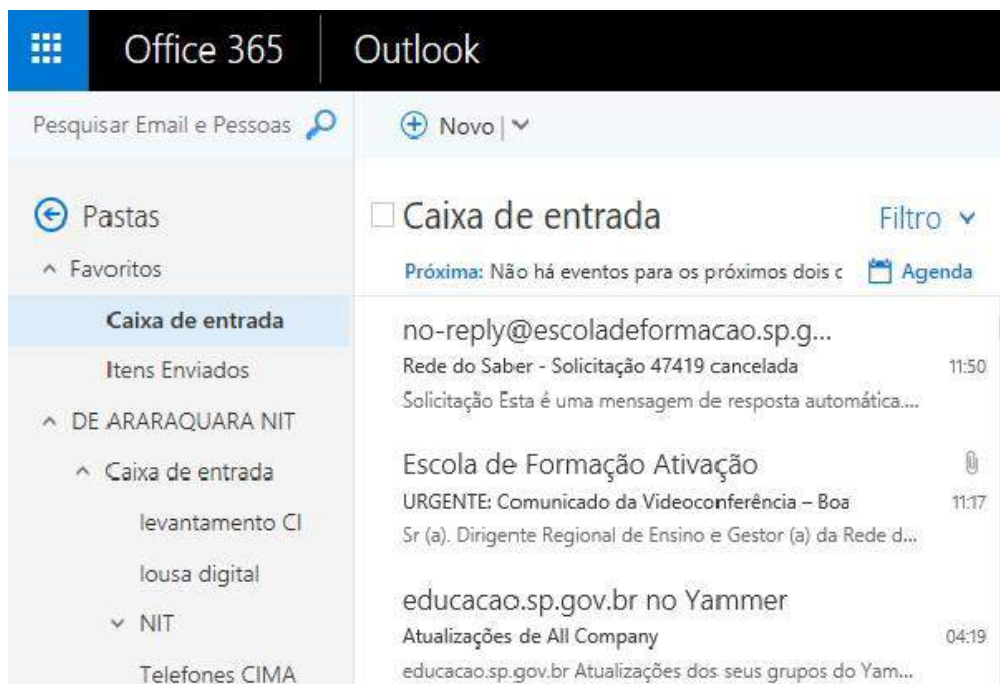 Office 365
Outlook
Pesquisar Email e Pessoas
Novo
Pastas
Favoritos
Caixa de entrada
Itens Enviados
DE ARARAQUARA NIT
Caixa de entrada
levantamento CI
lousa digital
NIT
Telefones CIMA
Caixa de entrada
Filtro
Próxima: Não há eventos para os próximos dois c
Agenda
no-reply@escoladeformacao.sp.g...
Rede do Saber - Solicitação 47419 cancelada 11:50
Solicitação Esta é uma mensagem de resposta automática....
Escola de Formação Ativação
URGENTE: Comunicado da Videoconferência – Boa 11:17
Sr (a). Dirigente Regional de Ensino e Gestor (a) da Rede d...
educacao.sp.gov.br no Yammer
Atualizações de All Company 04:19
educacao.sp.gov.br Atualizações dos seus grupos do Yam...